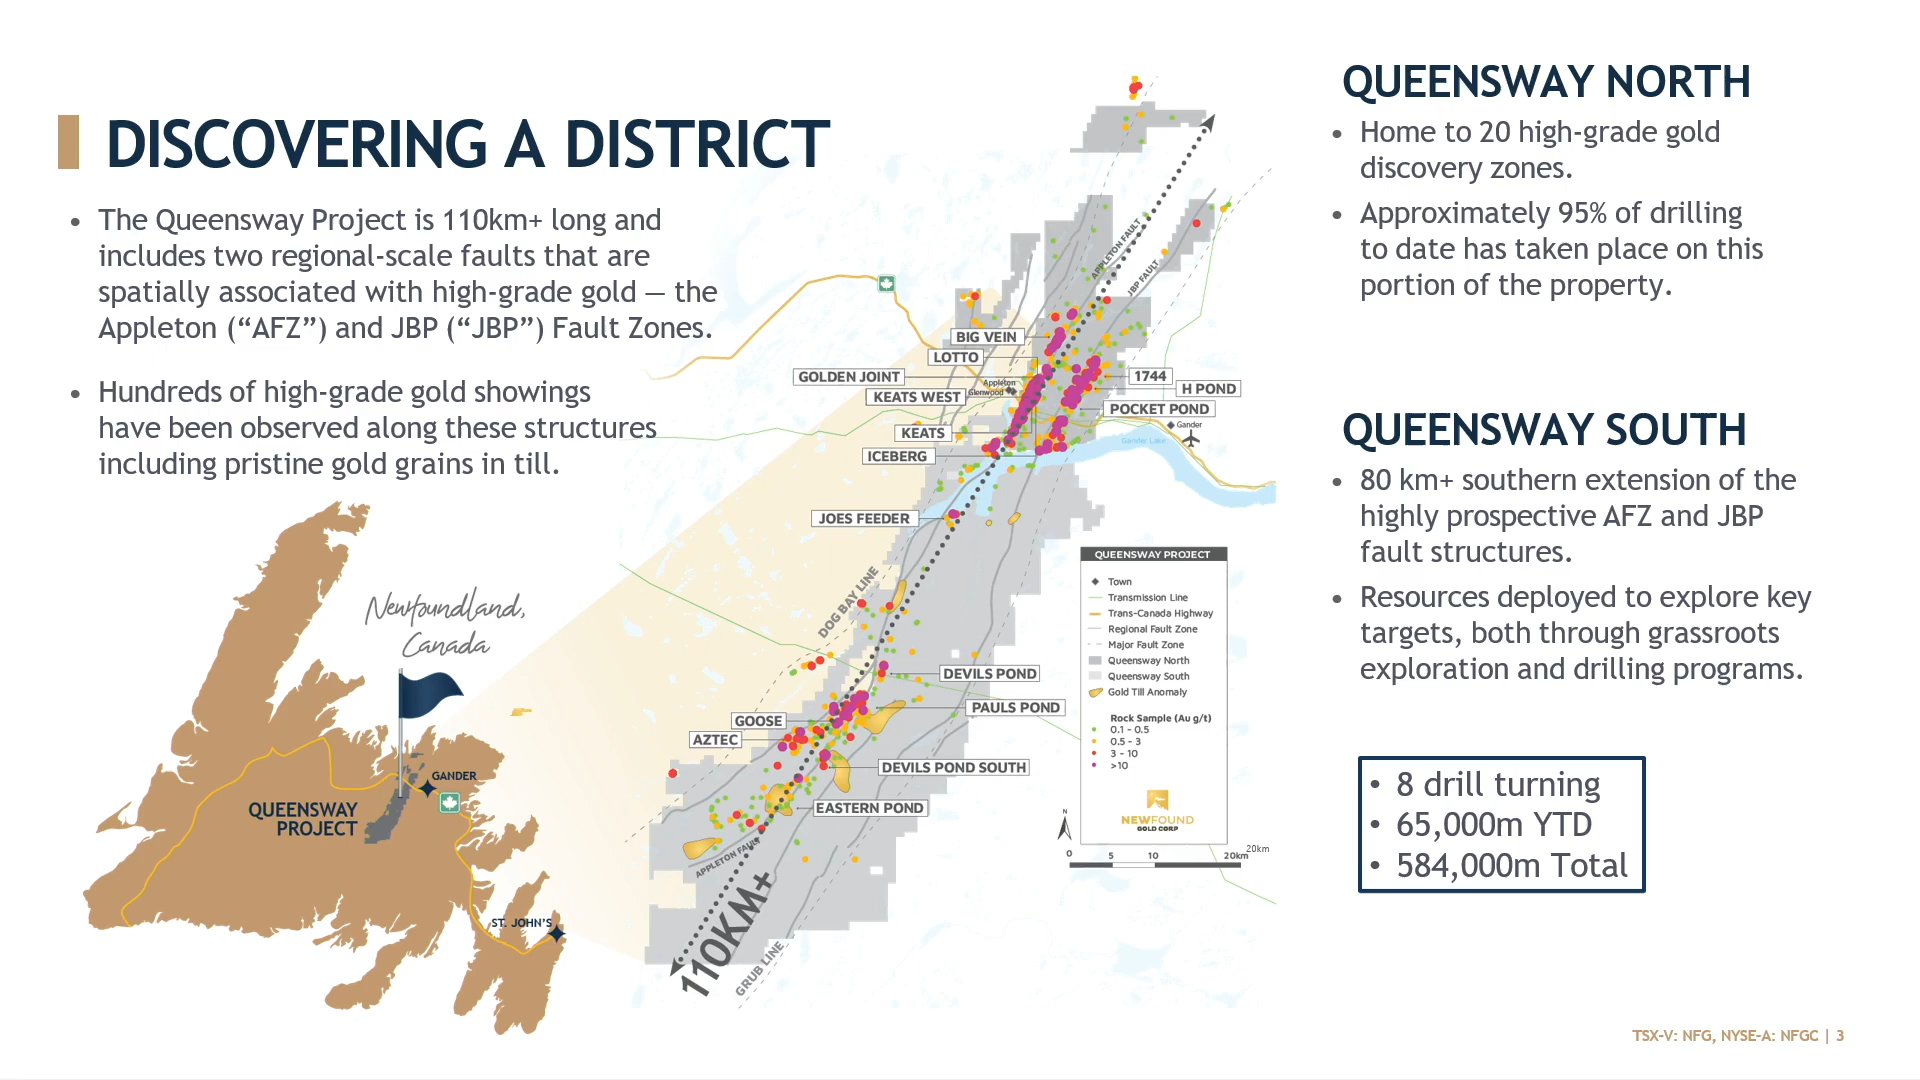 DISCOVERING A DISTRICT
• The Queensway Project is 110km+ long and
includes two regional-scale faults that are
spatially associated with high-grade gold — the
Appleton (“AFZ”) and JBP (“JBP”) Fault Zones.
• Hundreds of high-grade gold showings
have been observed along these structures
including pristine gold grains in till.
Newfoundland,
Canada
GANDER
QUEENSWAY
PROJECT
ST. JOHN'S
APPLETON FAULT
JBP FAULT
BIG VEIN
LOTTO
GOLDEN JOINT
Appleton
Glenwood
KEATS WEST
1744
H POND
POCKET POND
KEATS
Gander
Gander Lake
ICEBERG
JOES FEEDER
DOG BAY LINE
DEVILS POND
PAULS POND
GOOSE
AZTEC
DEVILS POND SOUTH
EASTERN POND
APPLETON FAULT
110KM+
GRUB LINE
QUEENSWAY PROJECT
Town
Transmission Line
Trans-Canada Highway
Regional Fault Zone
Major Fault Zone
Queensway North
Queensway South
Gold Till Anomaly
Rock Sample (Au g/t)
0.1 - 0.5
0.5 - 3
3 - 10
>10
NEWFOUND
GOLD CORP
N
0 5 10 20km
20km
QUEENSWAY NORTH
• Home to 20 high-grade gold
discovery zones.
• Approximately 95% of drilling
to date has taken place on this
portion of the property.
QUEENSWAY SOUTH
• 80 km+ southern extension of the
highly prospective AFZ and JBP
fault structures.
• Resources deployed to explore key
targets, both through grassroots
exploration and drilling programs.
• 8 drill turning
• 65,000m YTD
• 584,000m Total
TSX-V: NFG, NYSE-A: NFGC | 3